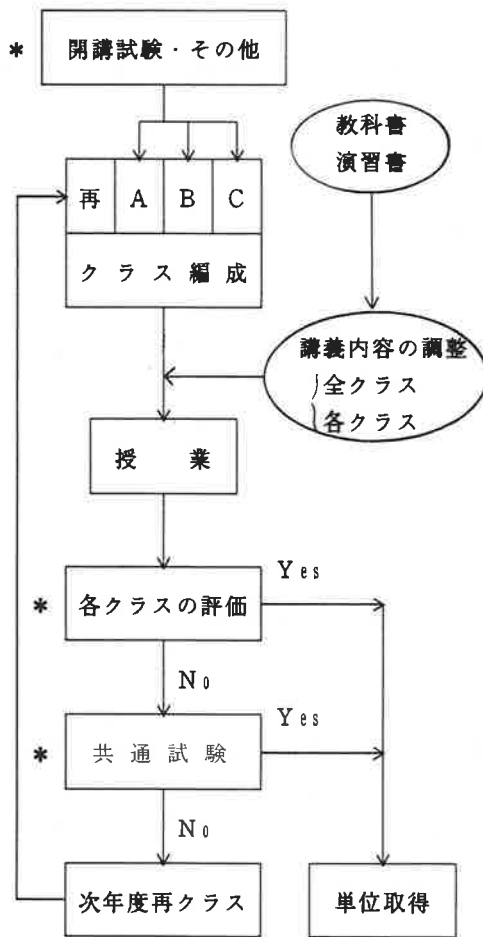 * 開講試験・その他
教科書
演習書
再 A B C
クラス編成
講義内容の調整
全クラス
各クラス
授 業
Yes
* 各クラスの評価
No
Yes
* 共通試験
No
次年度再クラス
単位取得